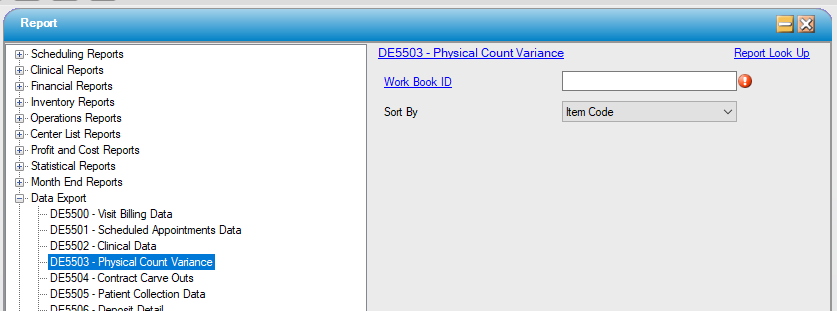 Report
Scheduling Reports
Clinical Reports
Financial Reports
Inventory Reports
Operations Reports
Center List Reports
Profit and Cost Reports
Statistical Reports
Month End Reports
Data Export
DE5500 - Visit Billing Data
DE5501 - Scheduled Appointments Data
DE5502 - Clinical Data
DE5503 - Physical Count Variance
DE5504 - Contract Carve Outs
DE5505 - Patient Collection Data
DE5506 - Deposit Detail
DE5503 - Physical Count Variance Report Look Up
Work Book ID
Sort By Item Code